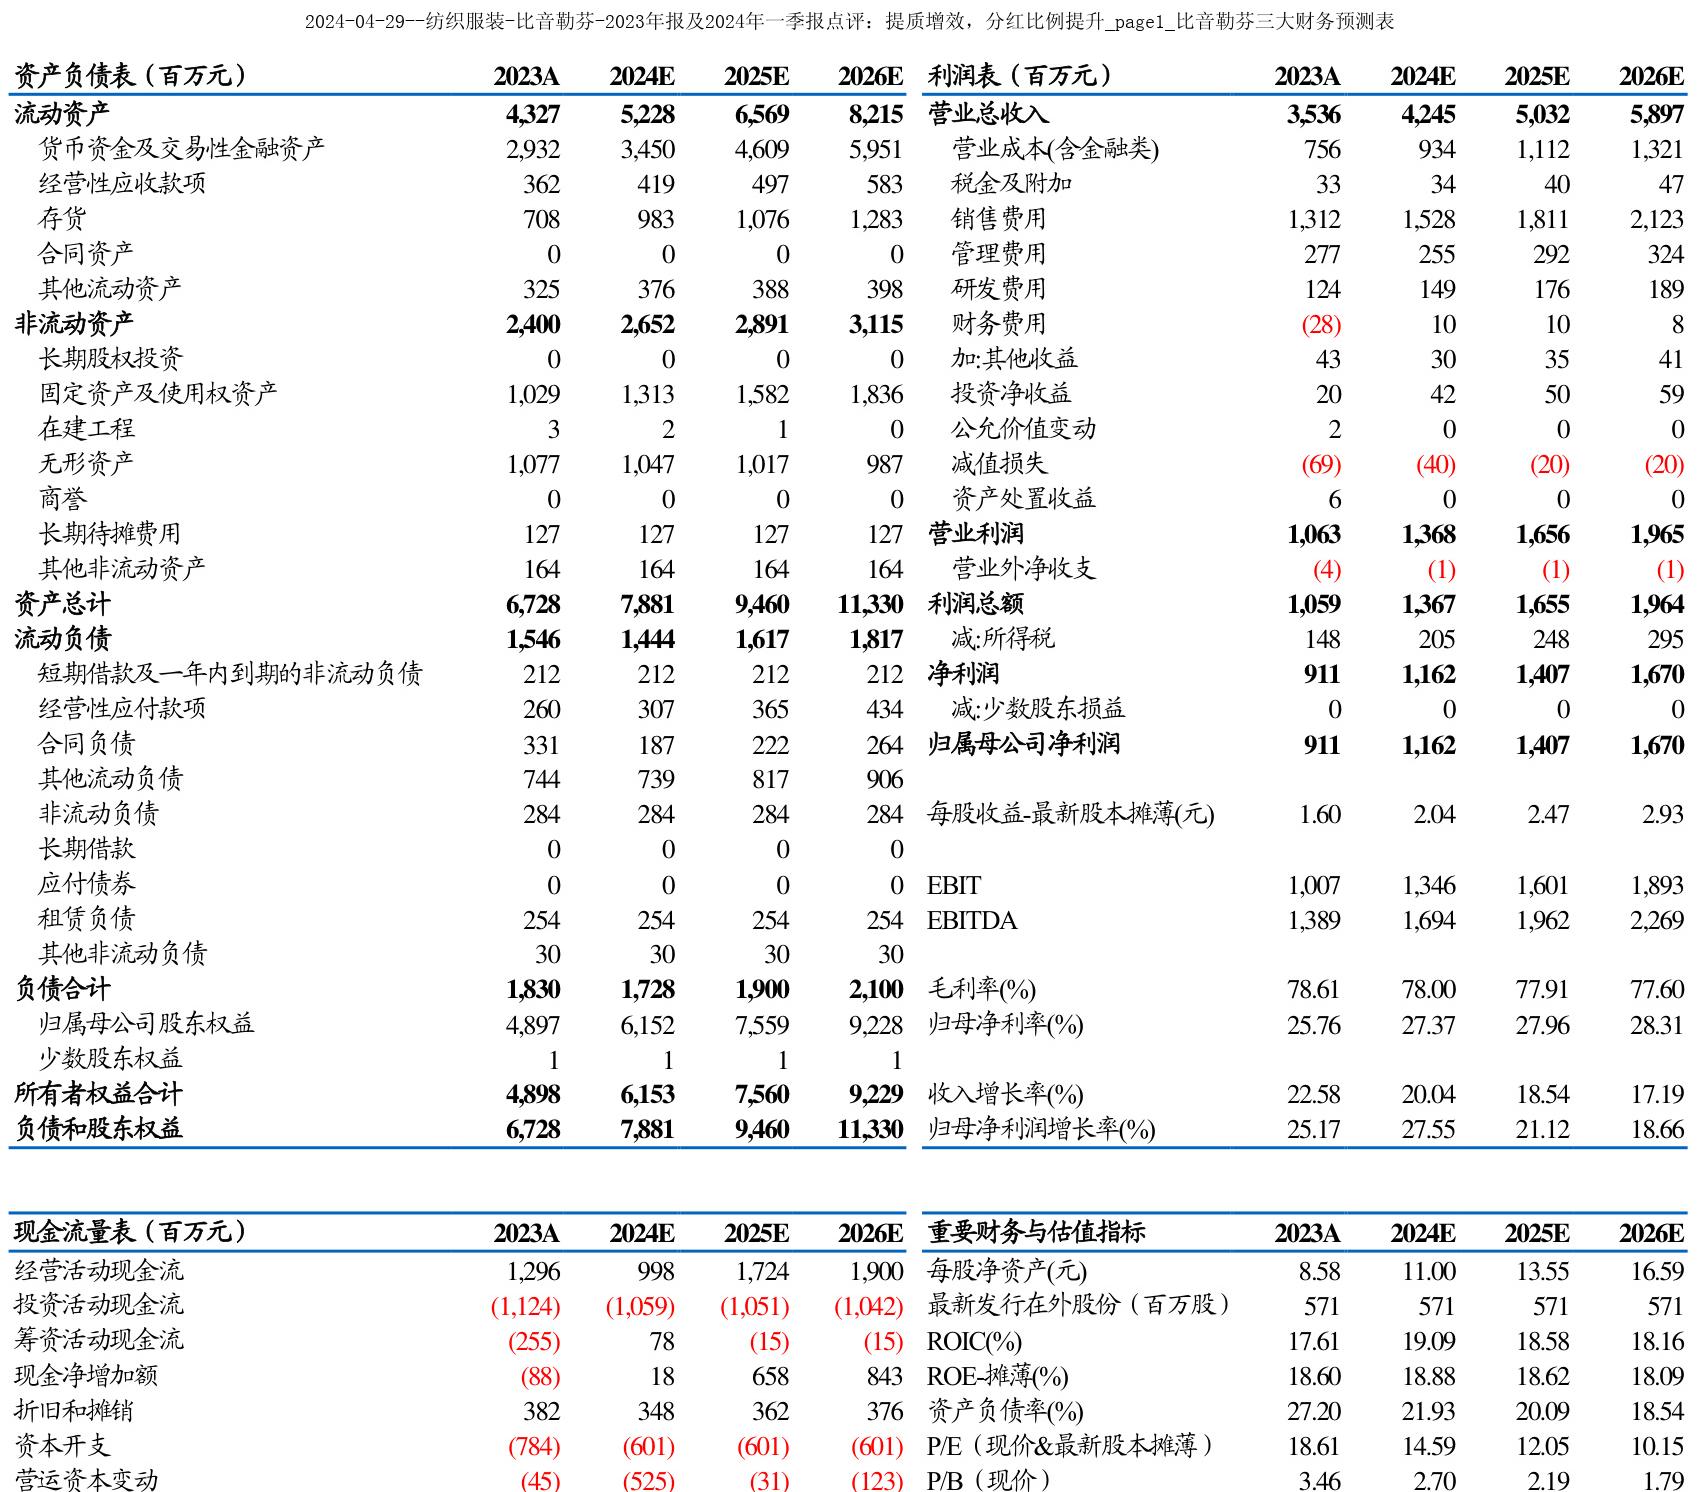 2024-04-29--纺织服装-比音勒芬-2023年报及2024年一季报点评：提质增效，分红比例提升_page1_比音勒芬三大财务预测表
资产负债表（百万元） 2023A 2024E 2025E 2026E 利润表（百万元） 2023A 2024E 2025E 2026E
流动资产 4,327 5,228 6,569 8,215 营业总收入 3,536 4,245 5,032 5,897
货币资金及交易性金融资产 2,932 3,450 4,609 5,951 营业成本(含金融类) 756 934 1,112 1,321
经营性应收款项 362 419 497 583 税金及附加 33 34 40 47
存货 708 983 1,076 1,283 销售费用 1,312 1,528 1,811 2,123
合同资产 0 0 0 0 管理费用 277 255 292 324
其他流动资产 325 376 388 398 研发费用 124 149 176 189
非流动资产 2,400 2,652 2,891 3,115 财务费用 (28) 10 10 8
长期股权投资 0 0 0 0 加:其他收益 43 30 35 41
固定资产及使用权资产 1,029 1,313 1,582 1,836 投资净收益 20 42 50 59
在建工程 3 2 1 0 公允价值变动 2 0 0 0
无形资产 1,077 1,047 1,017 987 减值损失 (69) (40) (20) (20)
商誉 0 0 0 0 资产处置收益 6 0 0 0
长期待摊费用 127 127 127 127 营业利润 1,063 1,368 1,656 1,965
其他非流动资产 164 164 164 164 营业外净收支 (4) (1) (1) (1)
资产总计 6,728 7,881 9,460 11,330 利润总额 1,059 1,367 1,655 1,964
流动负债 1,546 1,444 1,617 1,817 减:所得税 148 205 248 295
短期借款及一年内到期的非流动负债 212 212 212 212 净利润 911 1,162 1,407 1,670
经营性应付款项 260 307 365 434 减:少数股东损益 0 0 0 0
合同负债 331 187 222 264 归属母公司净利润 911 1,162 1,407 1,670
其他流动负债 744 739 817 906
非流动负债 284 284 284 284 每股收益-最新股本摊薄(元) 1.60 2.04 2.47 2.93
长期借款 0 0 0 0
应付债券 0 0 0 0 EBIT 1,007 1,346 1,601 1,893
租赁负债 254 254 254 254 EBITDA 1,389 1,694 1,962 2,269
其他非流动负债 30 30 30 30
负债合计 1,830 1,728 1,900 2,100 毛利率(%) 78.61 78.00 77.91 77.60
归属母公司股东权益 4,897 6,152 7,559 9,228 归母净利率(%) 25.76 27.37 27.96 28.31
少数股东权益 1 1 1 1
所有者权益合计 4,898 6,153 7,560 9,229 收入增长率(%) 22.58 20.04 18.54 17.19
负债和股东权益 6,728 7,881 9,460 11,330 归母净利润增长率(%) 25.17 27.55 21.12 18.66
现金流量表（百万元） 2023A 2024E 2025E 2026E 重要财务与估值指标 2023A 2024E 2025E 2026E
经营活动现金流 1,296 998 1,724 1,900 每股净资产(元) 8.58 11.00 13.55 16.59
投资活动现金流 (1,124) (1,059) (1,051) (1,042) 最新发行在外股份（百万股） 571 571 571 571
筹资活动现金流 (255) 78 (15) (15) ROIC(%) 17.61 19.09 18.58 18.16
现金净增加额 (88) 18 658 843 ROE-摊薄(%) 18.60 18.88 18.62 18.09
折旧和摊销 382 348 362 376 资产负债率(%) 27.20 21.93 20.09 18.54
资本开支 (784) (601) (601) (601) P/E（现价&最新股本摊薄） 18.61 14.59 12.05 10.15
营运资本变动 (45) (525) (31) (123) P/B（现价） 3.46 2.70 2.19 1.79